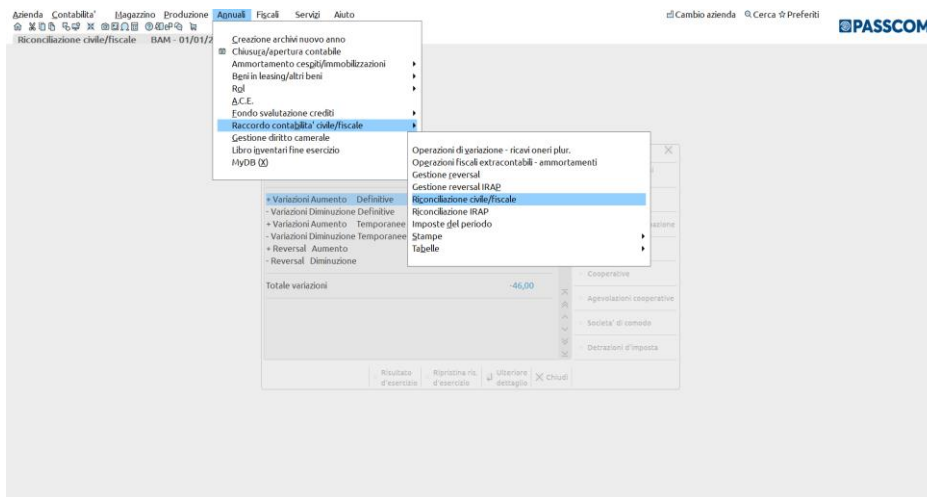 Azienda Contabilita' Magazzino Produzione Annuali Fiscali Servizi Aiuto Cambio azienda Cerca Preferiti
PASSCOM
Riconciliazione civile/fiscale BAM - 01/01/2
Creazione archivi nuovo anno
Chiusura/apertura contabile
Ammortamento cespiti/immobilizzazioni
Beni in leasing/altri beni
Rol
A.C.E.
Fondo svalutazione crediti
Raccordo contabilita' civile/fiscale
Gestione diritto camerale
Libro inventari fine esercizio
MyDB (X)
Operazioni di variazione - ricavi oneri plur.
Operazioni fiscali extracontabili - ammortamenti
Gestione reversal
Gestione reversal IRAP
Riconciliazione civile/fiscale
Riconciliazione IRAP
Imposte del periodo
Stampe
Tabelle
+ Variazioni Aumento Definitive
- Variazioni Diminuzione Definitive
+ Variazioni Aumento Temporanee
- Variazioni Diminuzione Temporanee
+ Reversal Aumento
- Reversal Diminuzione
Totale variazioni -46,00
Cooperative
Agevolazioni cooperative
Societa' di comodo
Detrazioni d'imposta
Risultato d'esercizio
Ripristina ris. d'esercizio
Ulteriore dettaglio
Chiudi